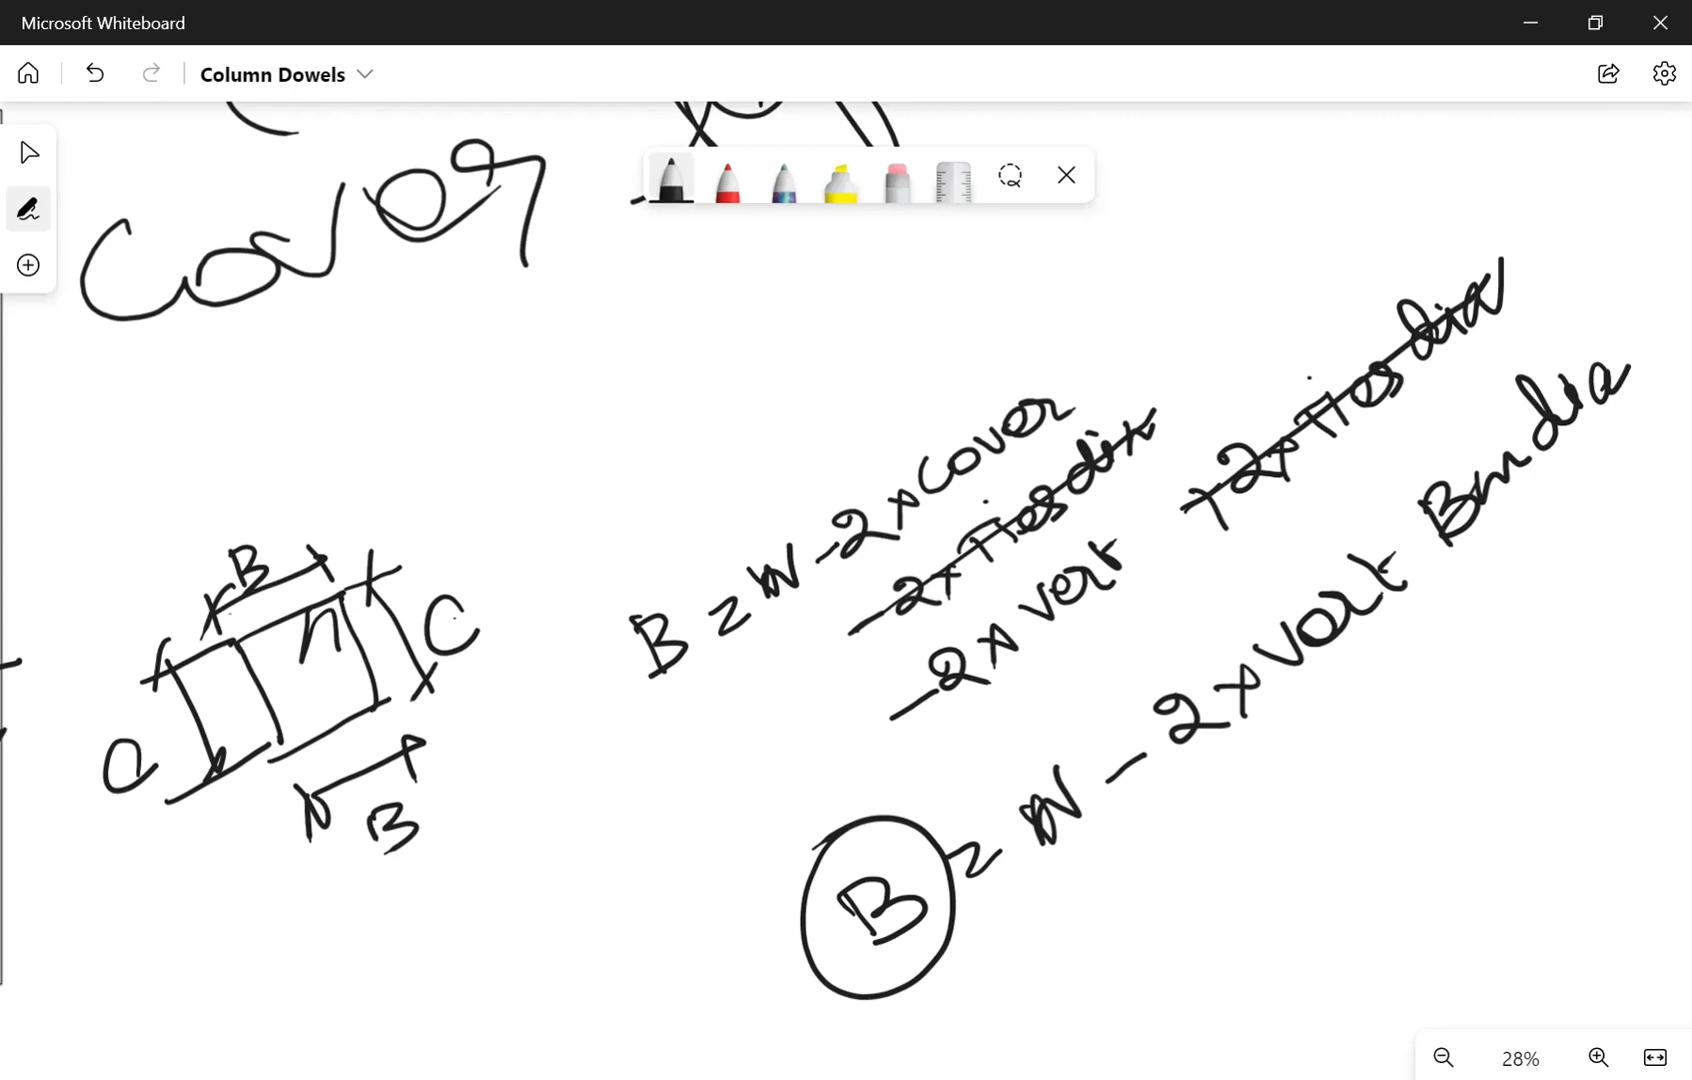 Microsoft Whiteboard
Column Dowels
Cover
B = W - 2 x Cover
- 2 x Ties dia
+ 2 x Ties dia
- 2 x vert
B
C
C
B
B = W - 2 x vert Bm dia
28%